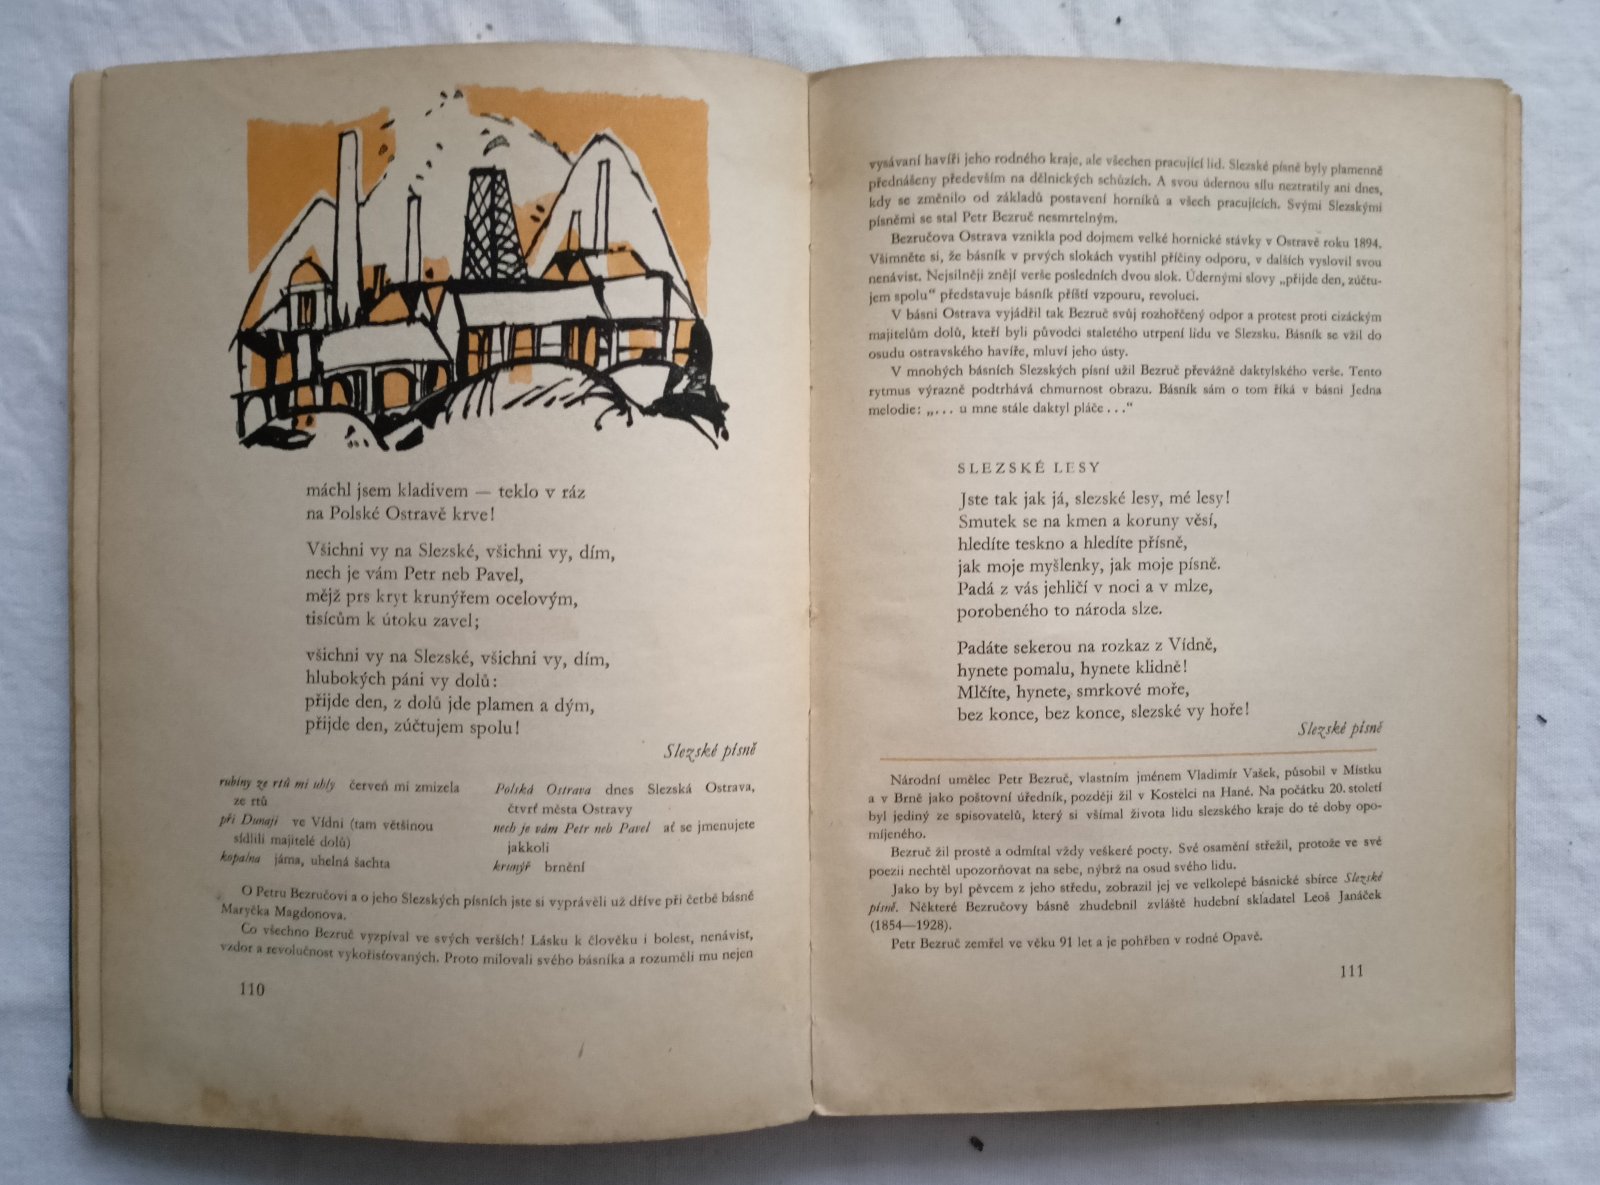 máchl jsem kladivem — teklo v ráz
na Polské Ostravě krve!
Všichni vy na Slezské, všichni vy, dím,
nech je vám Petr neb Pavel,
mějž prs kryt krunýřem ocelovým,
tisícům k útoku zavel;
všichni vy na Slezské, všichni vy, dím,
hlubokých páni vy dolů:
přijde den, z dolů jde plamen a dým,
přijde den, zúčtujem spolu!
Slezské písně
rubíny ze rtů mi uhly červeň mi zmizela
ze rtů
při Dunaji ve Vídni (tam většinou
sídlili majitelé dolů)
kopalna jáma, uhelná šachta
Polská Ostrava dnes Slezská Ostrava,
čtvrť města Ostravy
nech je vám Petr neb Pavel ať se jmenujete
jakkoli
krunýř brnění
O Petru Bezručovi a o jeho Slezských písních jste si vyprávěli už dříve při četbě básně
Maryčka Magdonova.
Co všechno Bezruč vyzpíval ve svých verších! Lásku k člověku i bolest, nenávist,
vzdor a revolučnost vykořisťovaných. Proto milovali svého básníka a rozuměli mu nejen
110
vysávaní havíři jeho rodného kraje, ale všechen pracující lid. Slezské písně byly plamenně
přednášeny především na dělnických schůzích. A svou údernou sílu neztratily ani dnes,
kdy se změnilo od základů postavení horníků a všech pracujících. Svými Slezskými
písněmi se stal Petr Bezruč nesmrtelným.
Bezručova Ostrava vznikla pod dojmem velké hornické stávky v Ostravě roku 1894.
Všimněte si, že básník v prvých slokách vystihl příčiny odporu, v dalších vyslovil svou
nenávist. Nejsilněji znějí verše posledních dvou slok. Údernými slovy „přijde den, zúčtu-
jem spolu“ představuje básník příští vzpouru, revoluci.
V básni Ostrava vyjádřil tak Bezruč svůj rozhořčený odpor a protest proti cizáckým
majitelům dolů, kteří byli původci staletého utrpení lidu ve Slezsku. Básník se vžil do
osudu ostravského havíře, mluví jeho ústy.
V mnohých básních Slezských písní užil Bezruč převážně daktylského verše. Tento
rytmus výrazně podtrhává chmurnost obrazu. Básník sám o tom říká v básni Jedna
melodie: „... u mne stále daktyl pláče ...“
SLEZSKÉ LESY
Jste tak jak já, slezské lesy, mé lesy!
Smutek se na kmen a koruny věsí,
hledíte teskno a hledíte přísně,
jak moje myšlenky, jak moje písně.
Padá z vás jehličí v noci a v mlze,
porobeného to národa slze.
Padáte sekerou na rozkaz z Vídně,
hynete pomalu, hynete klidně!
Mlčíte, hynete, smrkové moře,
bez konce, bez konce, slezské vy hoře!
Slezské písně
Národní umělec Petr Bezruč, vlastním jménem Vladimír Vašek, působil v Místku
a v Brně jako poštovní úředník, později žil v Kostelci na Hané. Na počátku 20. století
byl jediný ze spisovatelů, který si všímal života lidu slezského kraje do té doby opo-
míjeného.
Bezruč žil prostě a odmítal vždy veškeré pocty. Své osamění střežil, protože ve své
poezii nechtěl upozorňovat na sebe, nýbrž na osud svého lidu.
Jako by byl pěvcem z jeho středu, zobrazil jej ve velkolepé básnické sbírce Slezské
písně. Některé Bezručovy básně zhudebnil zvláště hudební skladatel Leoš Janáček
(1854—1928).
Petr Bezruč zemřel ve věku 91 let a je pohřben v rodné Opavě.
111